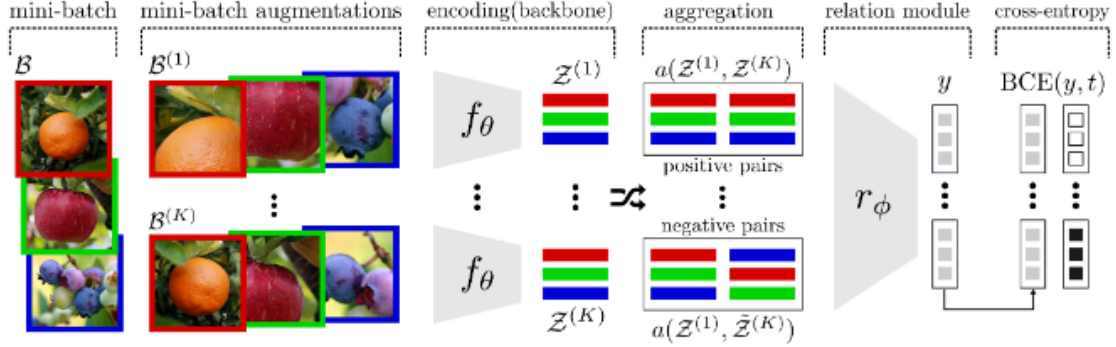 mini-batch
mini-batch augmentations
encoding(backbone)
aggregation
relation module
cross-entropy
ℬ
ℬ⁽¹⁾
𝒵⁽¹⁾
a(𝒵⁽¹⁾, 𝒵⁽ᴷ⁾)
y
BCE(y, t)
f_θ
positive pairs
r_ϕ
ℬ⁽ᴷ⁾
negative pairs
f_θ
𝒵⁽ᴷ⁾
a(𝒵⁽¹⁾, 𝒵̃⁽ᴷ⁾)